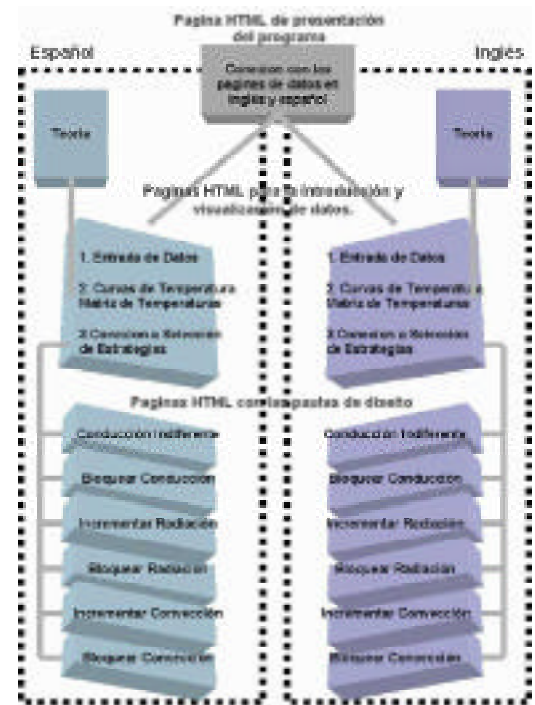 Pagina HTML de presentación
del programa
Español
Inglés
Conexion con las
paginas de datos en
inglés y español
Teoria
Teoria
Paginas HTML para la introducción y
visualización de datos.
1. Entrada de Datos
2. Curvas de Temperatura
Matriz de Temperaturas
3 Conexion a Selección
de Estrategias
1. Entrada de Datos
2. Curvas de Temperatura
Matriz de Temperaturas
3 Conexion a Selección
de Estrategias
Paginas HTML con las pautas de diseño
Conducción Indiferente
Bloquear Conducción
Incrementar Radiación
Bloquear Radiación
Incrementar Convección
Bloquear Convección
Conducción Indiferente
Bloquear Conducción
Incrementar Radiación
Bloquear Radiación
Incrementar Convección
Bloquear Convección